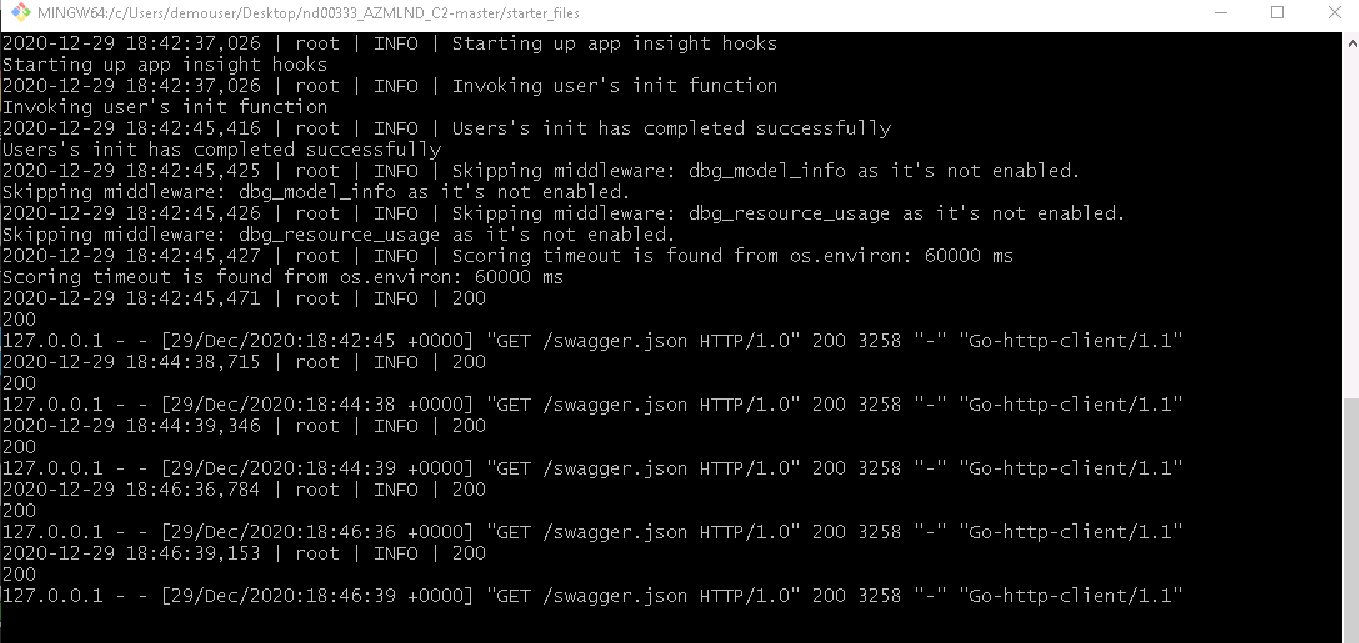 MINGW64:/c/Users/demouser/Desktop/nd00333_AZMLND_C2-master/starter_files
2020-12-29 18:42:37,026 | root | INFO | Starting up app insight hooks
Starting up app insight hooks
2020-12-29 18:42:37,026 | root | INFO | Invoking user's init function
Invoking user's init function
2020-12-29 18:42:45,416 | root | INFO | Users's init has completed successfully
Users's init has completed successfully
2020-12-29 18:42:45,425 | root | INFO | Skipping middleware: dbg_model_info as it's not enabled.
Skipping middleware: dbg_model_info as it's not enabled.
2020-12-29 18:42:45,426 | root | INFO | Skipping middleware: dbg_resource_usage as it's not enabled.
Skipping middleware: dbg_resource_usage as it's not enabled.
2020-12-29 18:42:45,427 | root | INFO | Scoring timeout is found from os.environ: 60000 ms
Scoring timeout is found from os.environ: 60000 ms
2020-12-29 18:42:45,471 | root | INFO | 200
200
127.0.0.1 - - [29/Dec/2020:18:42:45 +0000] "GET /swagger.json HTTP/1.0" 200 3258 "-" "Go-http-client/1.1"
2020-12-29 18:44:38,715 | root | INFO | 200
200
127.0.0.1 - - [29/Dec/2020:18:44:38 +0000] "GET /swagger.json HTTP/1.0" 200 3258 "-" "Go-http-client/1.1"
2020-12-29 18:44:39,346 | root | INFO | 200
200
127.0.0.1 - - [29/Dec/2020:18:44:39 +0000] "GET /swagger.json HTTP/1.0" 200 3258 "-" "Go-http-client/1.1"
2020-12-29 18:46:36,784 | root | INFO | 200
200
127.0.0.1 - - [29/Dec/2020:18:46:36 +0000] "GET /swagger.json HTTP/1.0" 200 3258 "-" "Go-http-client/1.1"
2020-12-29 18:46:39,153 | root | INFO | 200
200
127.0.0.1 - - [29/Dec/2020:18:46:39 +0000] "GET /swagger.json HTTP/1.0" 200 3258 "-" "Go-http-client/1.1"